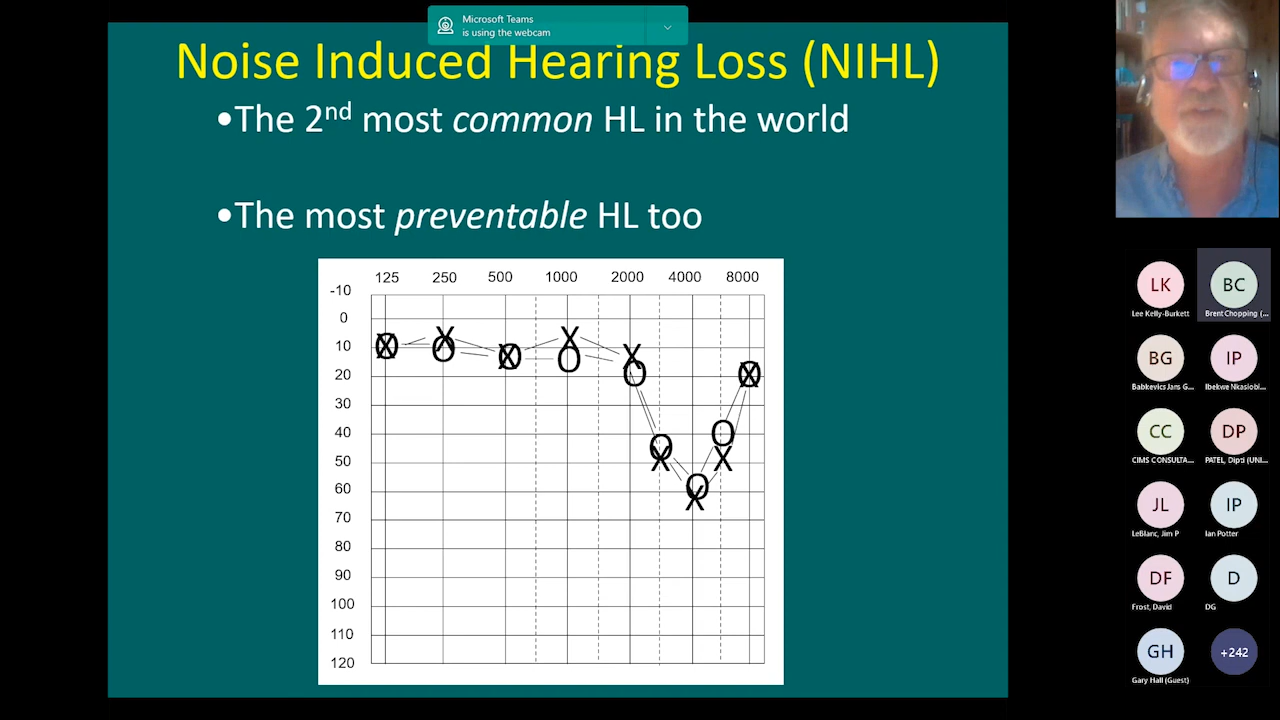 Microsoft Teams
is using the webcam
Noise Induced Hearing Loss (NIHL)
•The 2nd most common HL in the world
•The most preventable HL too
125 250 500 1000 2000 4000 8000
-10
0
10
20
30
40
50
60
70
80
90
100
110
120
LK
Lee Kelly-Burkett
BC
Brent Chopping (...
BG
Babkevics Jans G...
IP
Ibekwe Nkasiobi...
CC
CIMS CONSULTA...
DP
PATEL, Dipti (UNI...
JL
LeBlanc, Jim P
IP
Ian Potter
DF
Frost, David
D
DG
GH
Gary Hall (Guest)
+242